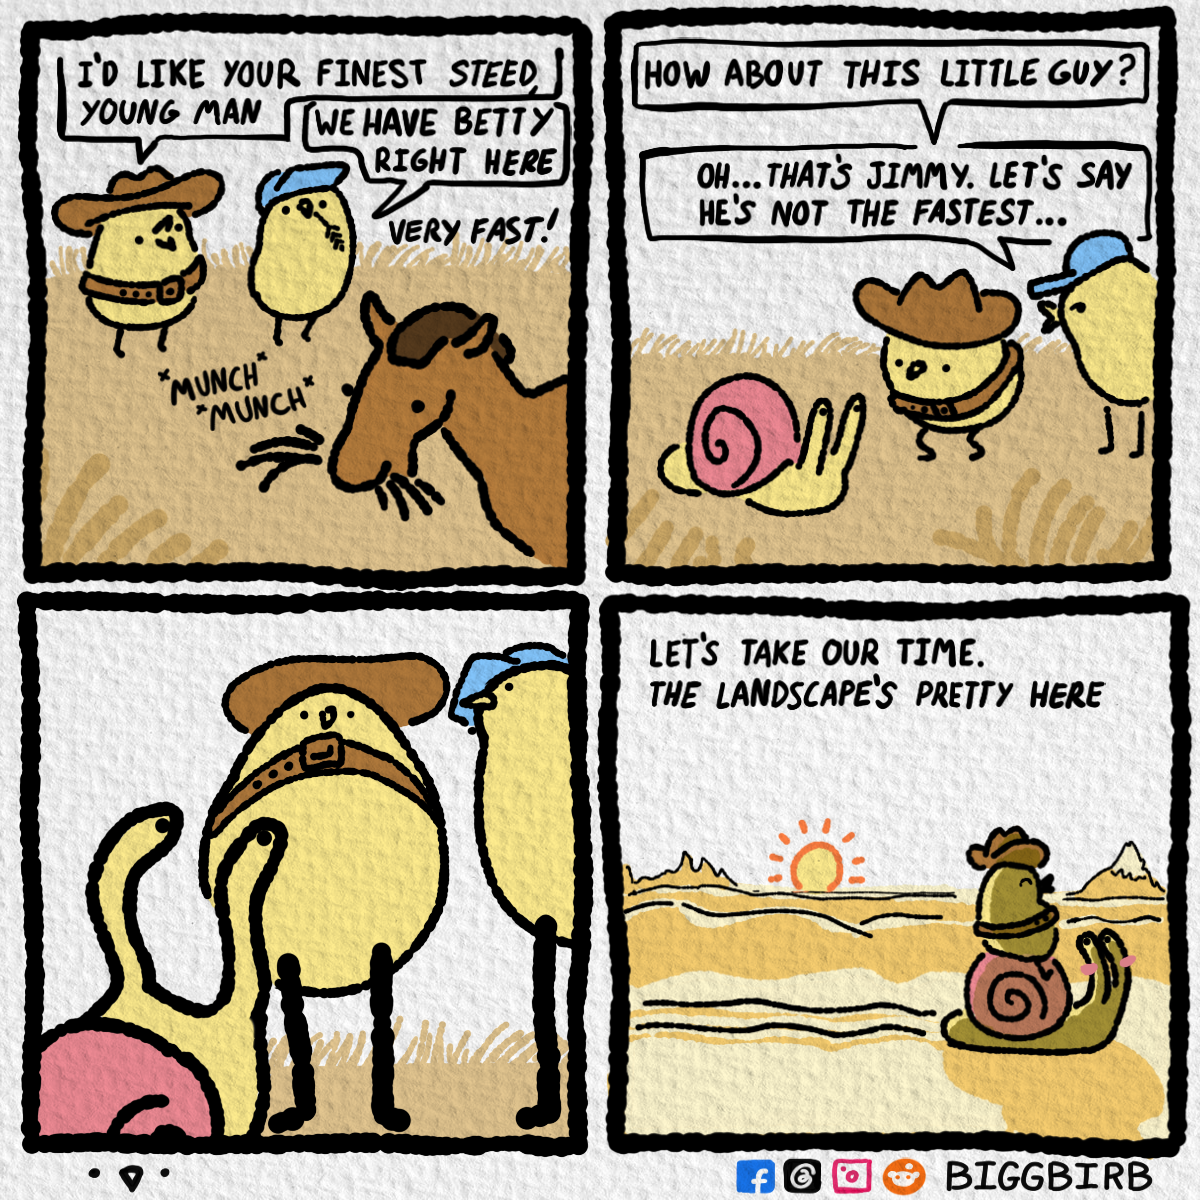 I'D LIKE YOUR FINEST STEED,
YOUNG MAN
WE HAVE BETTY
RIGHT HERE
VERY FAST!
*MUNCH*
*MUNCH*
HOW ABOUT THIS LITTLE GUY?
OH...THAT'S JIMMY. LET'S SAY
HE'S NOT THE FASTEST...
LET'S TAKE OUR TIME.
THE LANDSCAPE'S PRETTY HERE
BIGGBIRB